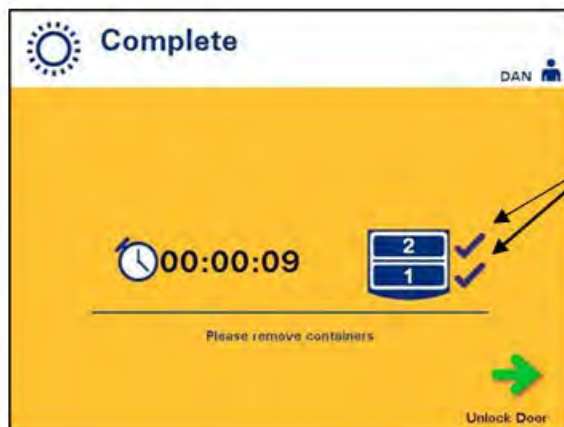 Complete
DAN
2
00:00:09
1
Please remove containers
Unlock Door